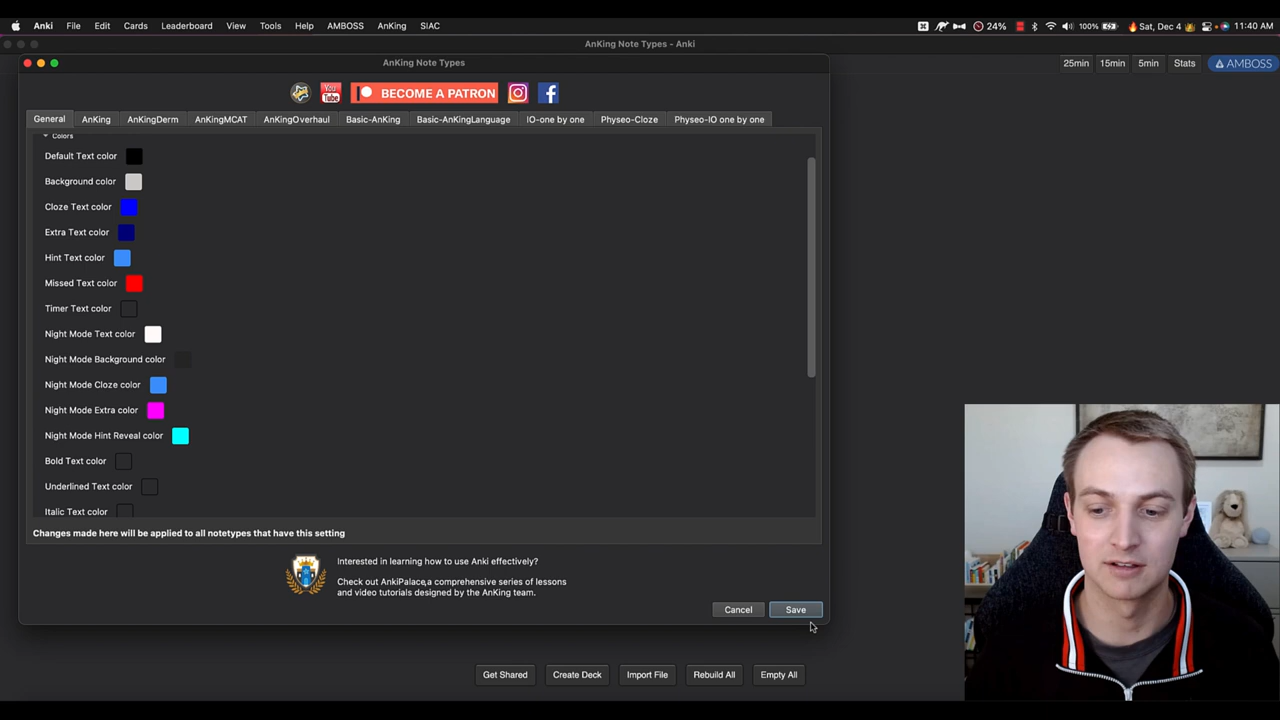 Anki File Edit Cards Leaderboard View Tools Help AMBOSS AnKing SIAC 24% 100% Sat, Dec 4 11:40 AM
AnKing Note Types - Anki
AnKing Note Types
25min 15min 5min Stats AMBOSS
You Tube BECOME A PATRON
General AnKing AnKingDerm AnKingMCAT AnKingOverhaul Basic-AnKing Basic-AnKingLanguage IO-one by one Physeo-Cloze Physeo-IO one by one
Colors
Default Text color
Background color
Cloze Text color
Extra Text color
Hint Text color
Missed Text color
Timer Text color
Night Mode Text color
Night Mode Background color
Night Mode Cloze color
Night Mode Extra color
Night Mode Hint Reveal color
Bold Text color
Underlined Text color
Italic Text color
Changes made here will be applied to all notetypes that have this setting
Interested in learning how to use Anki effectively?
Check out AnkiPalace,a comprehensive series of lessons
and video tutorials designed by the AnKing team.
Cancel Save
Get Shared Create Deck Import File Rebuild All Empty All